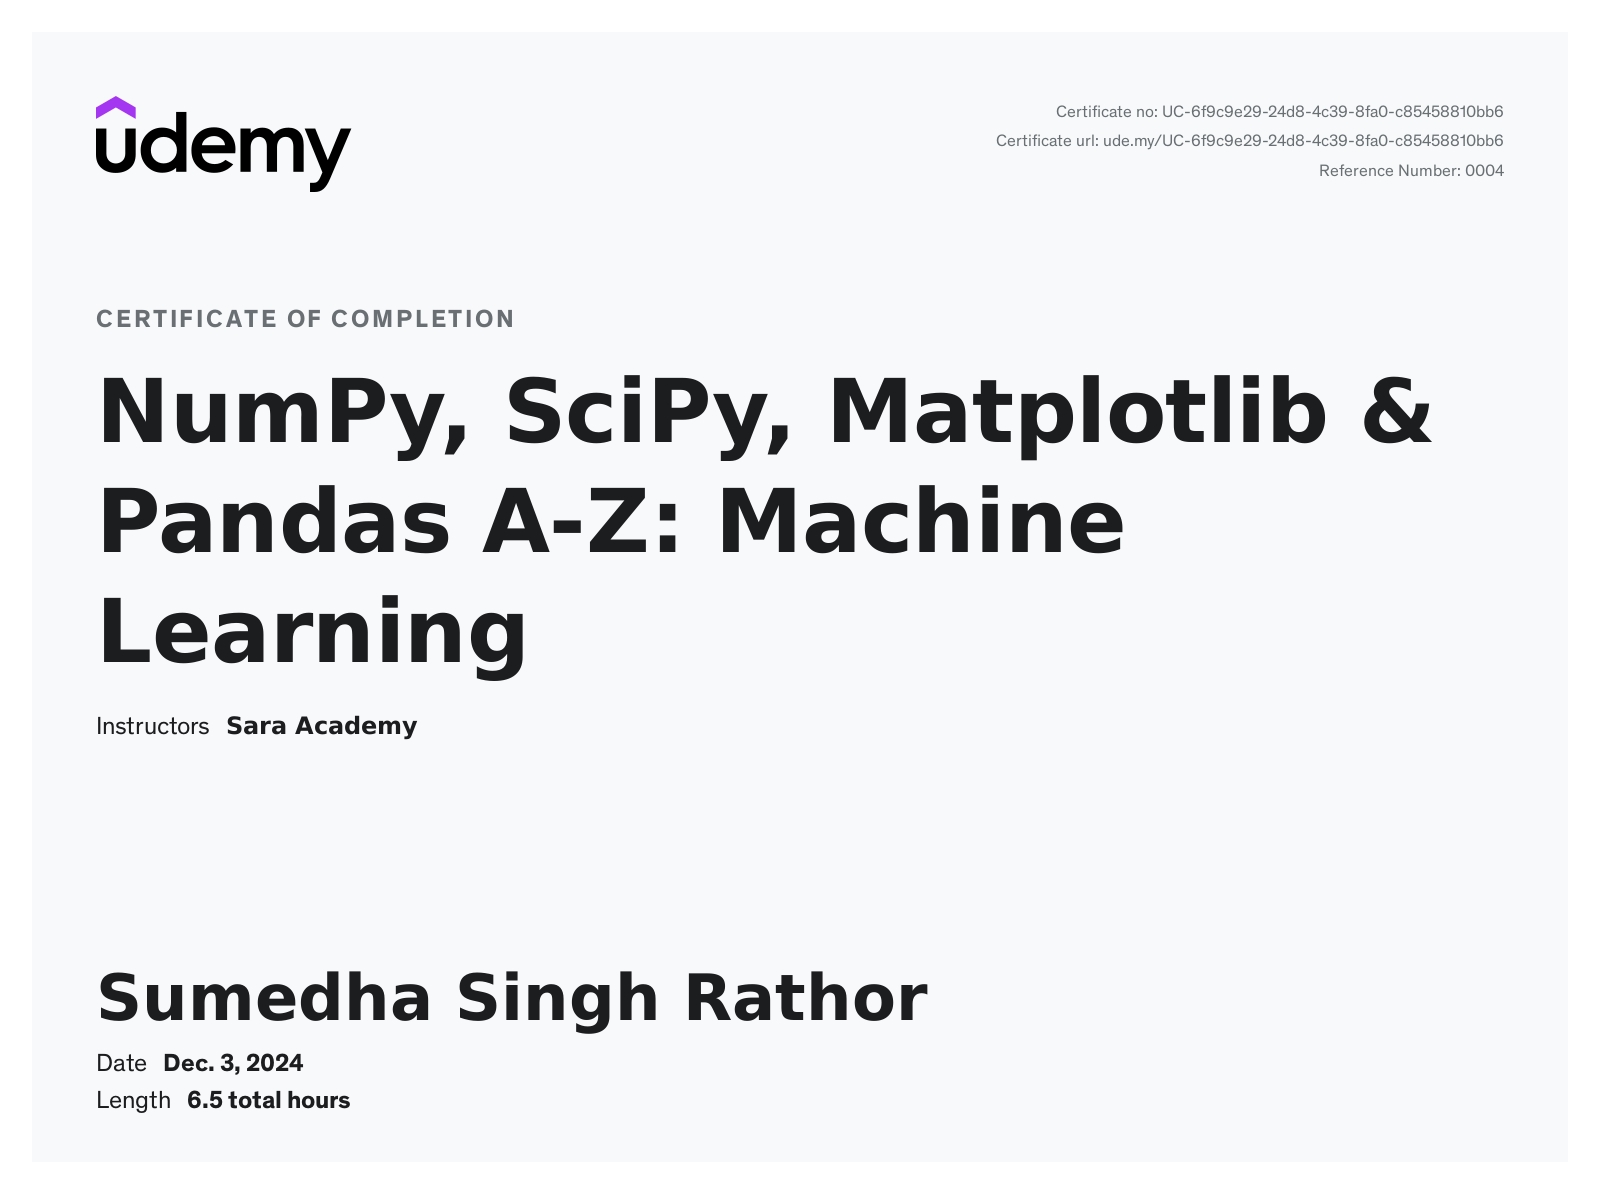 udemy
Certificate no: UC-6f9c9e29-24d8-4c39-8fa0-c85458810bb6
Certificate url: ude.my/UC-6f9c9e29-24d8-4c39-8fa0-c85458810bb6
Reference Number: 0004
CERTIFICATE OF COMPLETION
NumPy, SciPy, Matplotlib &
Pandas A-Z: Machine
Learning
Instructors Sara Academy
Sumedha Singh Rathor
Date Dec. 3, 2024
Length 6.5 total hours